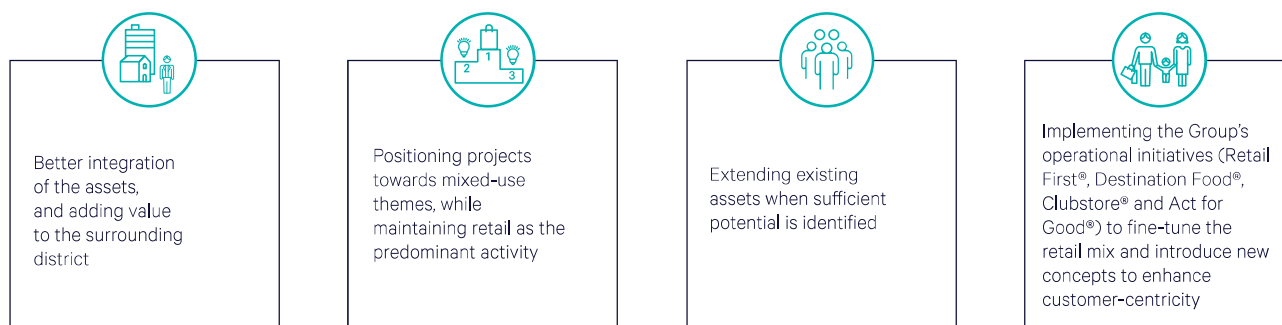 2
1
3
Better integration
of the assets,
and adding value
to the surrounding
district
Positioning projects
towards mixed-use
themes, while
maintaining retail as the
predominant activity
Extending existing
assets when sufficient
potential is identified
Implementing the Group's
operational initiatives (Retail
First®, Destination Food®,
Clubstore® and Act for
Good®) to fine-tune the
retail mix and introduce new
concepts to enhance
customer-centricity